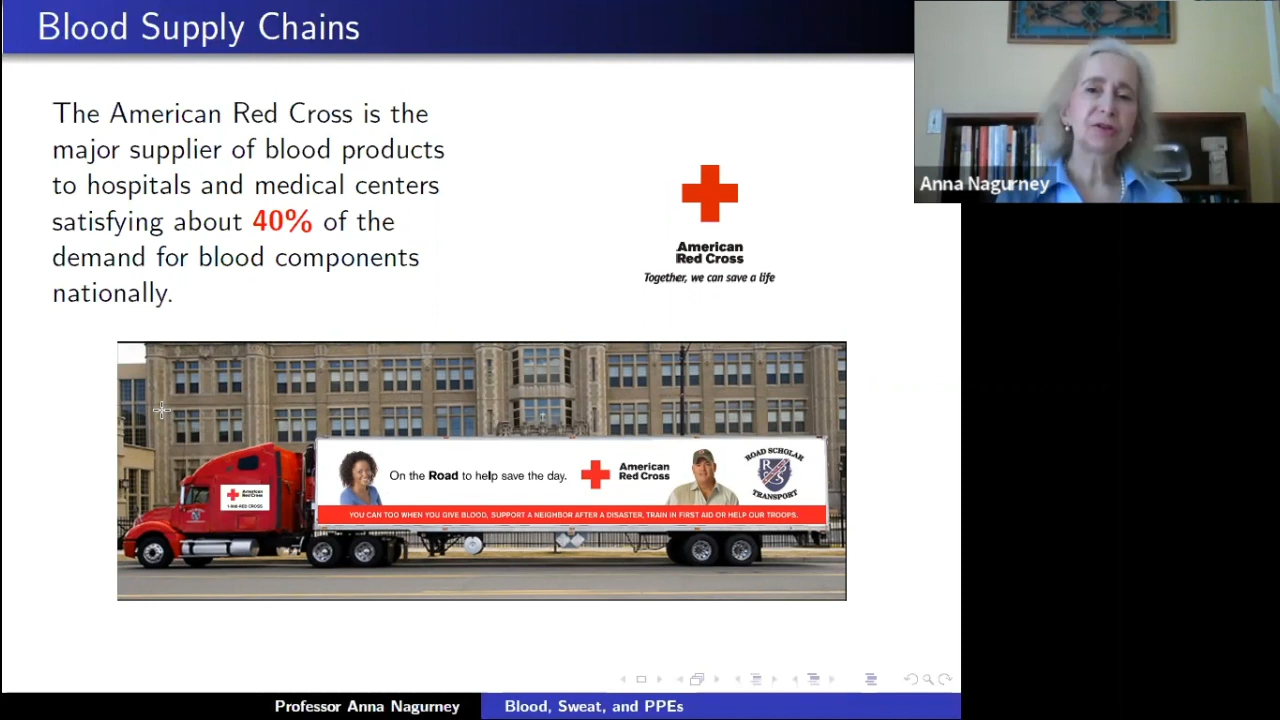 Blood Supply Chains
The American Red Cross is the
major supplier of blood products
to hospitals and medical centers
satisfying about 40% of the
demand for blood components
nationally.
American
Red Cross
Together, we can save a life
Anna Nagurney
On the Road to help save the day.
American
Red Cross
ROAD SCHOLAR
RS
TRANSPORT
YOU CAN TOO WHEN YOU GIVE BLOOD, SUPPORT A NEIGHBOR AFTER A DISASTER, TRAIN IN FIRST AID OR HELP OUR TROOPS.
American
Red Cross
Professor Anna Nagurney
Blood, Sweat, and PPEs